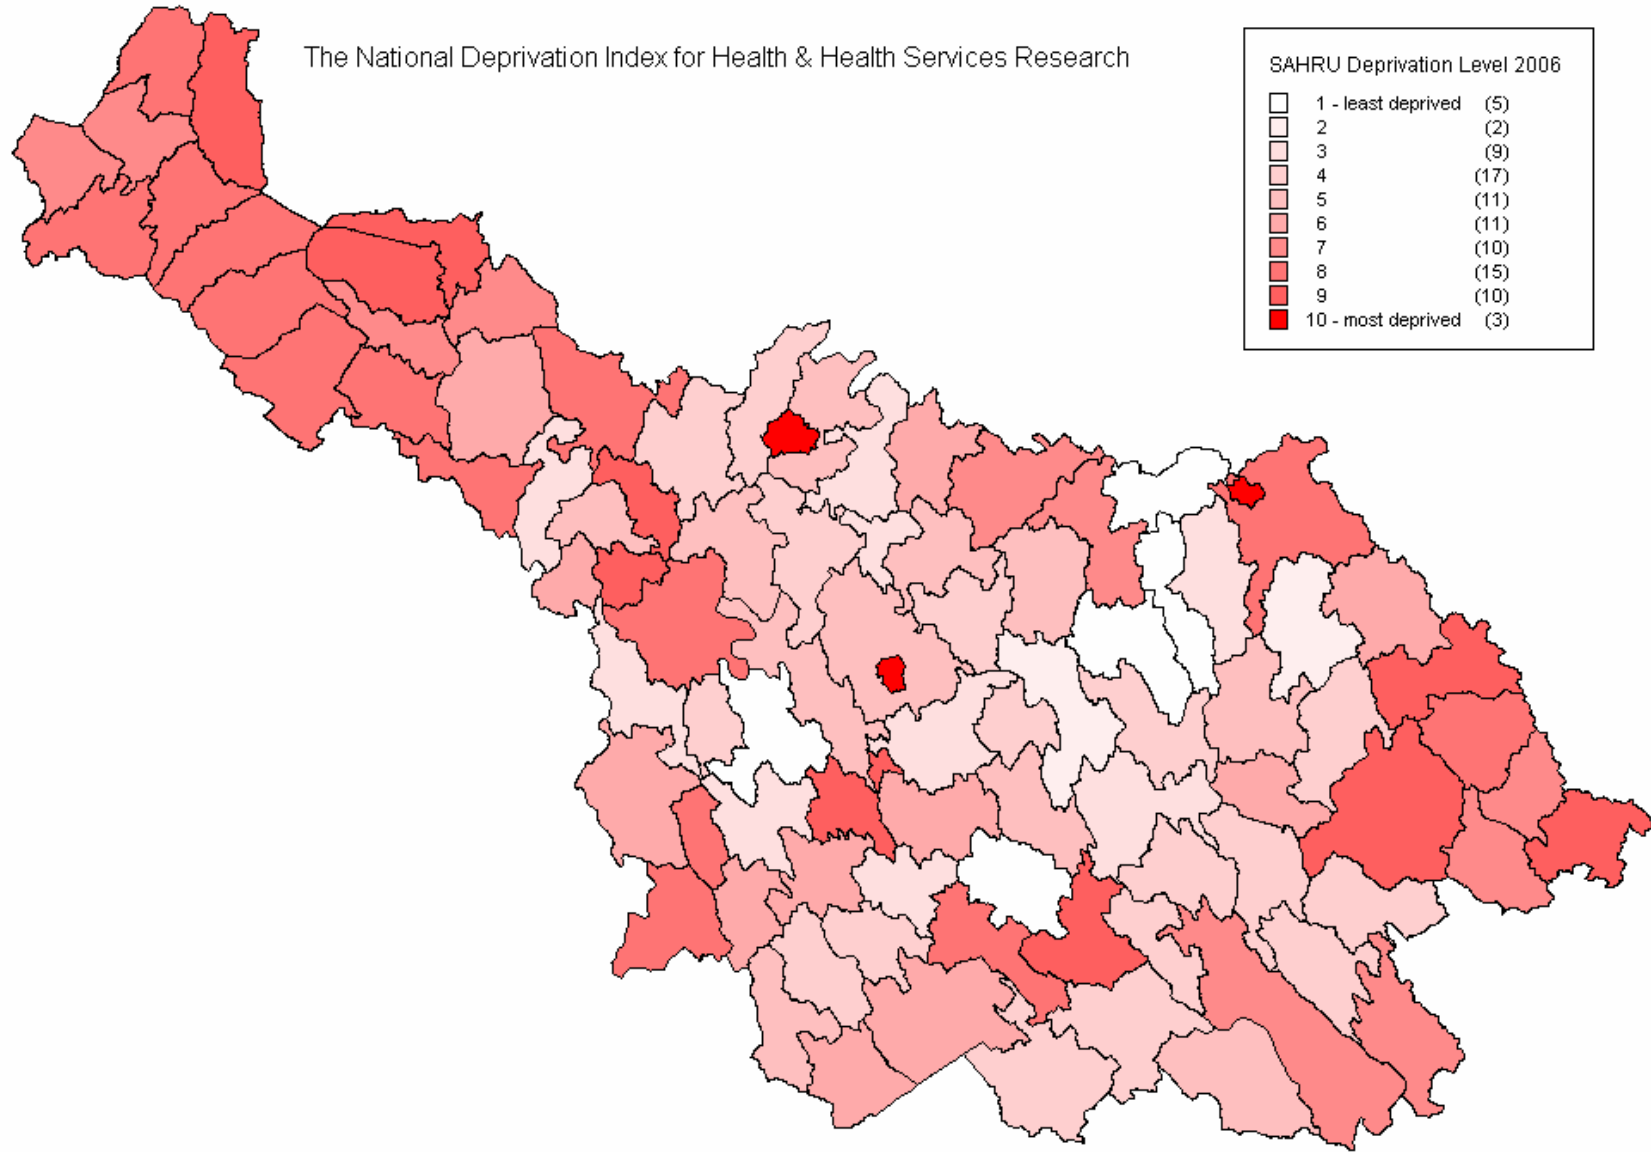 The National Deprivation Index for Health & Health Services Research
SAHRU Deprivation Level 2006
1 - least deprived (5)
2 (2)
3 (9)
4 (17)
5 (11)
6 (11)
7 (10)
8 (15)
9 (10)
10 - most deprived (3)